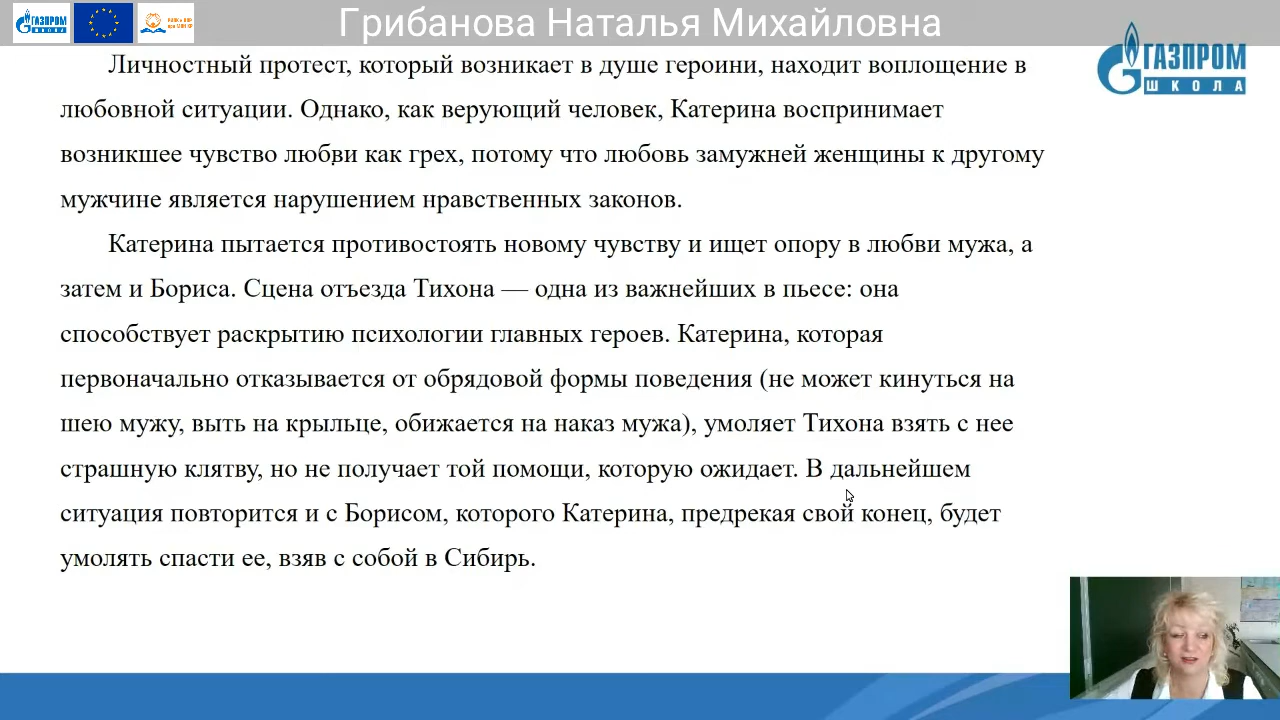 ГАЗПРОМ
ШКОЛА
Грибанова Наталья Михайловна
ГАЗПРОМ
ШКОЛА
Личностный протест, который возникает в душе героини, находит воплощение в
любовной ситуации. Однако, как верующий человек, Катерина воспринимает
возникшее чувство любви как грех, потому что любовь замужней женщины к другому
мужчине является нарушением нравственных законов.
Катерина пытается противостоять новому чувству и ищет опору в любви мужа, а
затем и Бориса. Сцена отъезда Тихона — одна из важнейших в пьесе: она
способствует раскрытию психологии главных героев. Катерина, которая
первоначально отказывается от обрядовой формы поведения (не может кинуться на
шею мужу, выть на крыльце, обижается на наказ мужа), умоляет Тихона взять с нее
страшную клятву, но не получает той помощи, которую ожидает. В дальнейшем
ситуация повторится и с Борисом, которого Катерина, предрекая свой конец, будет
умолять спасти ее, взяв с собой в Сибирь.